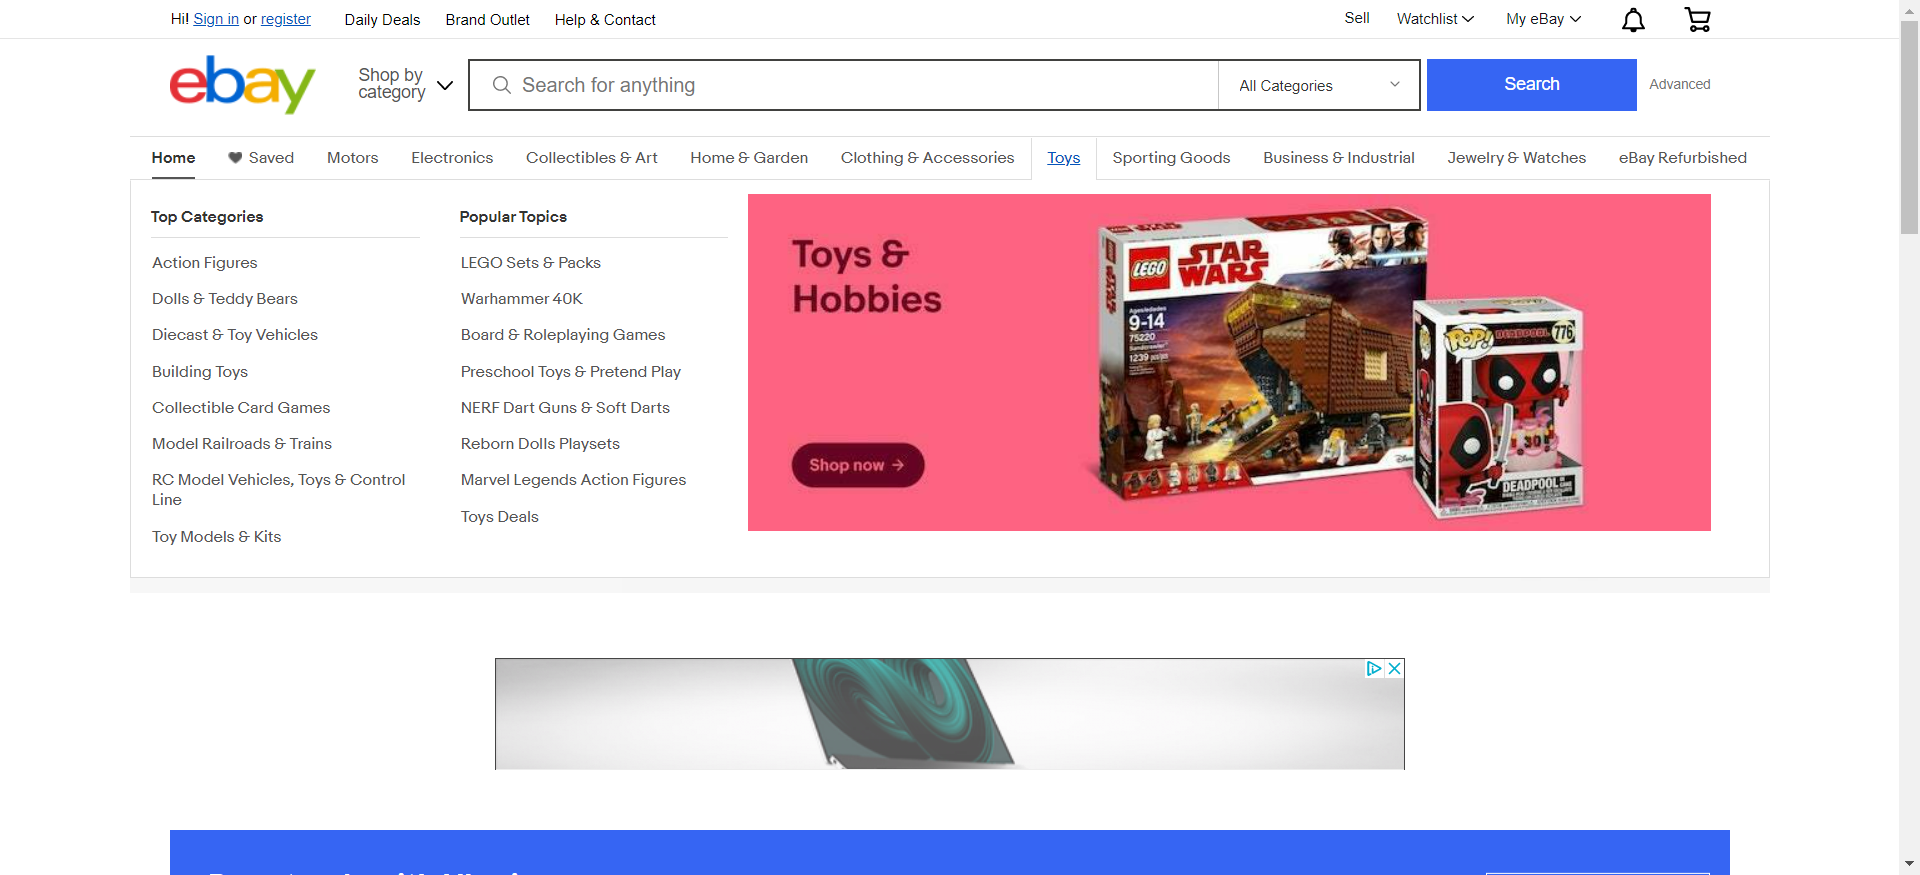 Hi! Sign in or register
Daily Deals
Brand Outlet
Help & Contact
Sell
Watchlist
My eBay
ebay
Shop by
category
Search for anything
All Categories
Search
Advanced
Home
Saved
Motors
Electronics
Collectibles & Art
Home & Garden
Clothing & Accessories
Toys
Sporting Goods
Business & Industrial
Jewelry & Watches
eBay Refurbished
Top Categories
Action Figures
Dolls & Teddy Bears
Diecast & Toy Vehicles
Building Toys
Collectible Card Games
Model Railroads & Trains
RC Model Vehicles, Toys & Control
Line
Toy Models & Kits
Popular Topics
LEGO Sets & Packs
Warhammer 40K
Board & Roleplaying Games
Preschool Toys & Pretend Play
NERF Dart Guns & Soft Darts
Reborn Dolls Playsets
Marvel Legends Action Figures
Toys Deals
Toys &
Hobbies
Shop now
LEGO
STAR
WARS
9-14
75220
1239
POP!
DEADPOOL
776
30
DEADPOOL